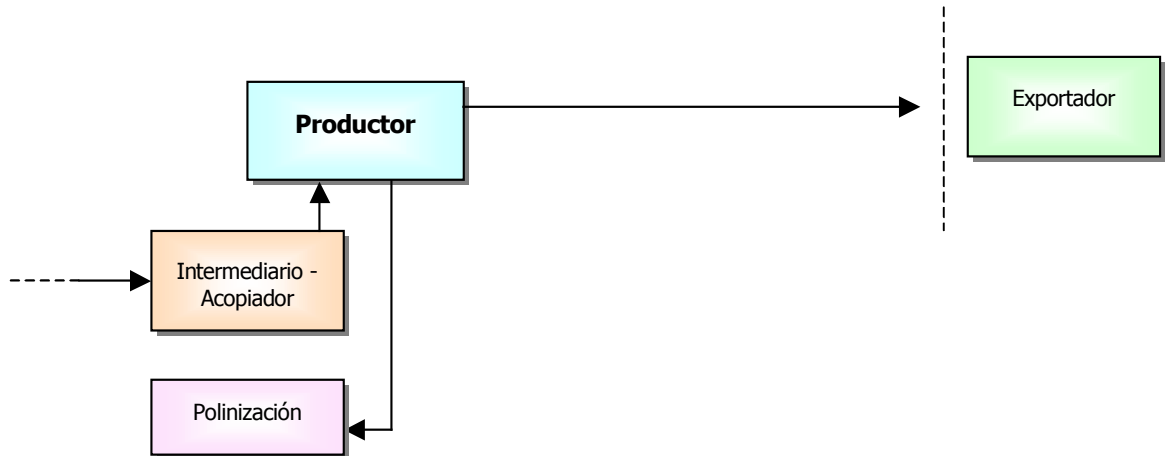 Exportador
Productor
Intermediario -
Acopiador
Polinización